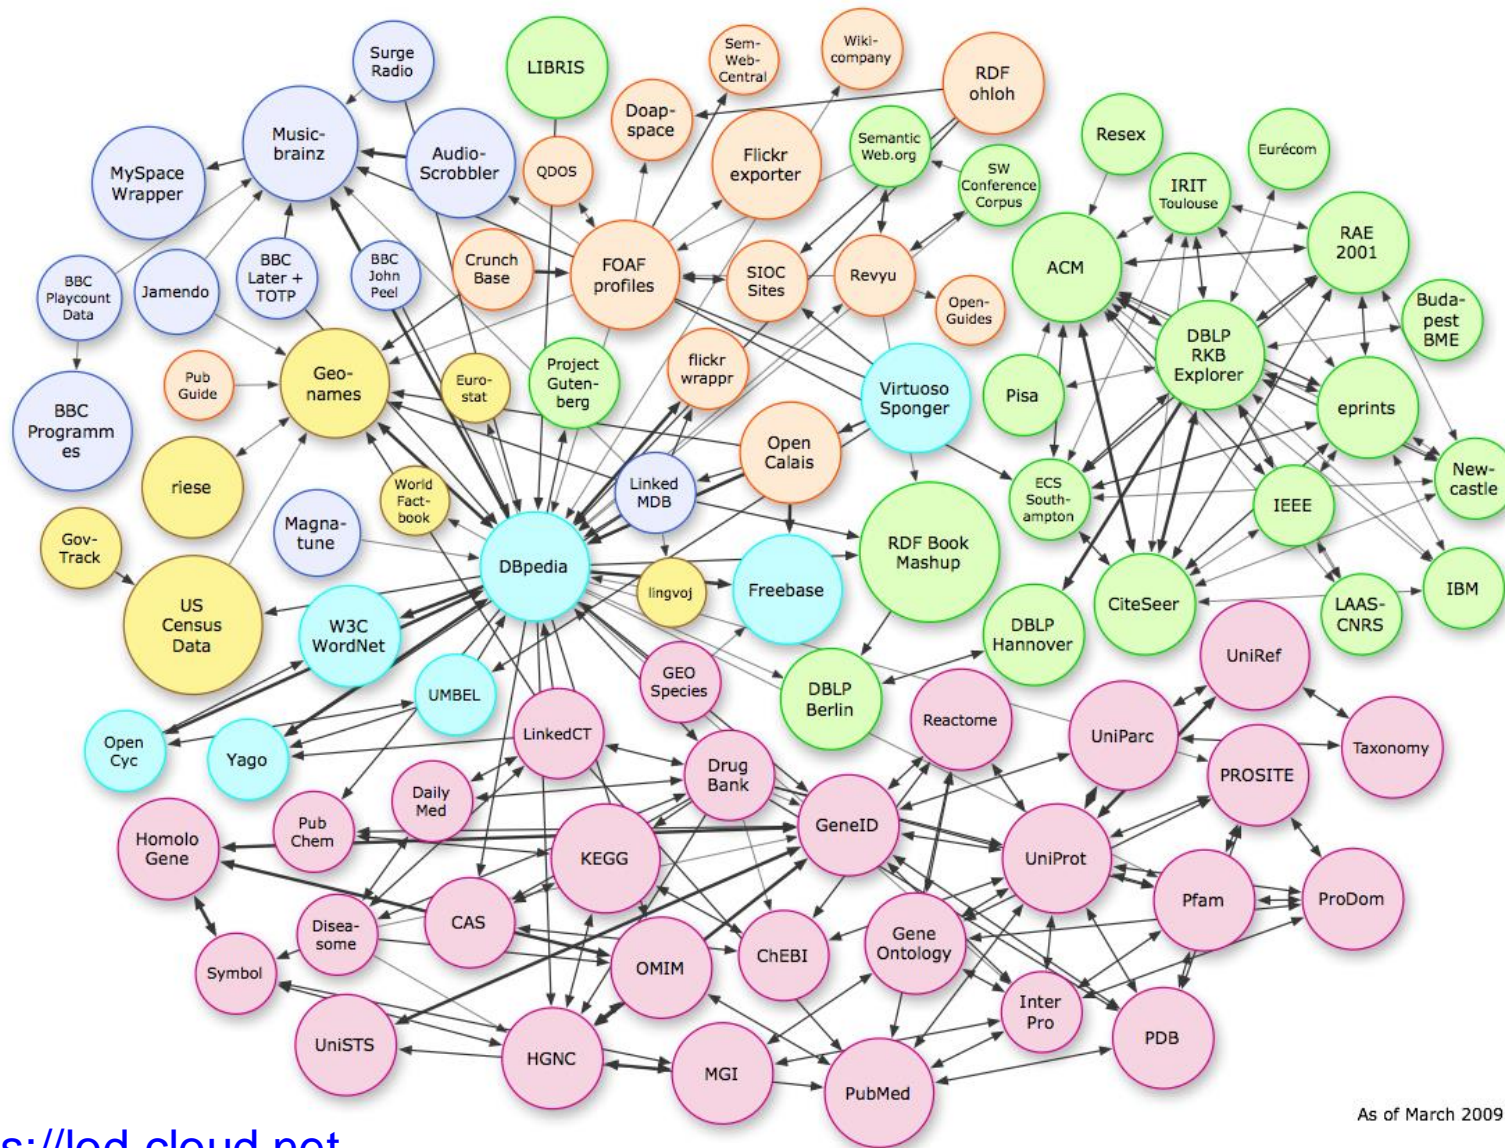 Surge
Radio
LIBRIS
Sem-
Web-
Central
Wiki-
company
RDF
ohloh
Doap-
space
Music-
brainz
Audio-
Scrobbler
MySpace
Wrapper
QDOS
Flickr
exporter
Semantic
Web.org
SW
Conference
Corpus
Resex
Eurécom
IRIT
Toulouse
RAE
2001
ACM
BBC
Playcount
Data
Jamendo
BBC
Later +
TOTP
BBC
John
Peel
Crunch
Base
FOAF
profiles
SIOC
Sites
Revyu
Open-
Guides
Buda-
pest
BME
DBLP
RKB
Explorer
Pub
Guide
Geo-
names
Euro-
stat
Project
Guten-
berg
flickr
wrappr
Virtuoso
Sponger
Pisa
eprints
BBC
Programm
es
riese
World
Fact-
book
Linked
MDB
Open
Calais
ECS
South-
ampton
IEEE
New-
castle
Gov-
Track
Magna-
tune
DBpedia
lingvoj
Freebase
RDF Book
Mashup
CiteSeer
LAAS-
CNRS
IBM
US
Census
Data
W3C
WordNet
DBLP
Hannover
UniRef
UMBEL
GEO
Species
DBLP
Berlin
Reactome
UniParc
Taxonomy
Open
Cyc
Yago
LinkedCT
Drug
Bank
PROSITE
Daily
Med
Pub
Chem
Homolo
Gene
KEGG
GeneID
UniProt
Pfam
ProDom
Disea-
some
CAS
OMIM
ChEBI
Gene
Ontology
Symbol
Inter
Pro
PDB
UniSTS
HGNC
MGI
PubMed
As of March 2009
s://lod.cloud.net